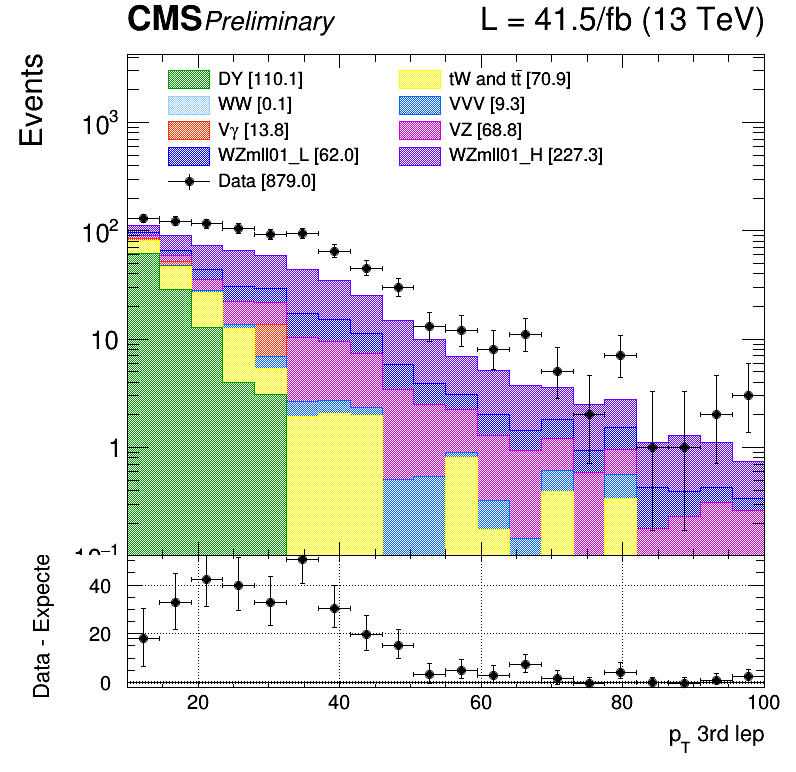 CMS Preliminary L = 41.5/fb (13 TeV)
Events
DY [110.1] tW and tt̄ [70.9]
WW [0.1] VVV [9.3]
Vγ [13.8] VZ [68.8]
WZmll01_L [62.0] WZmll01_H [227.3]
Data [879.0]
10³
10²
10
1
10⁻¹
Data - Expecte
40
20
0
20 40 60 80 100
p_T 3rd lep